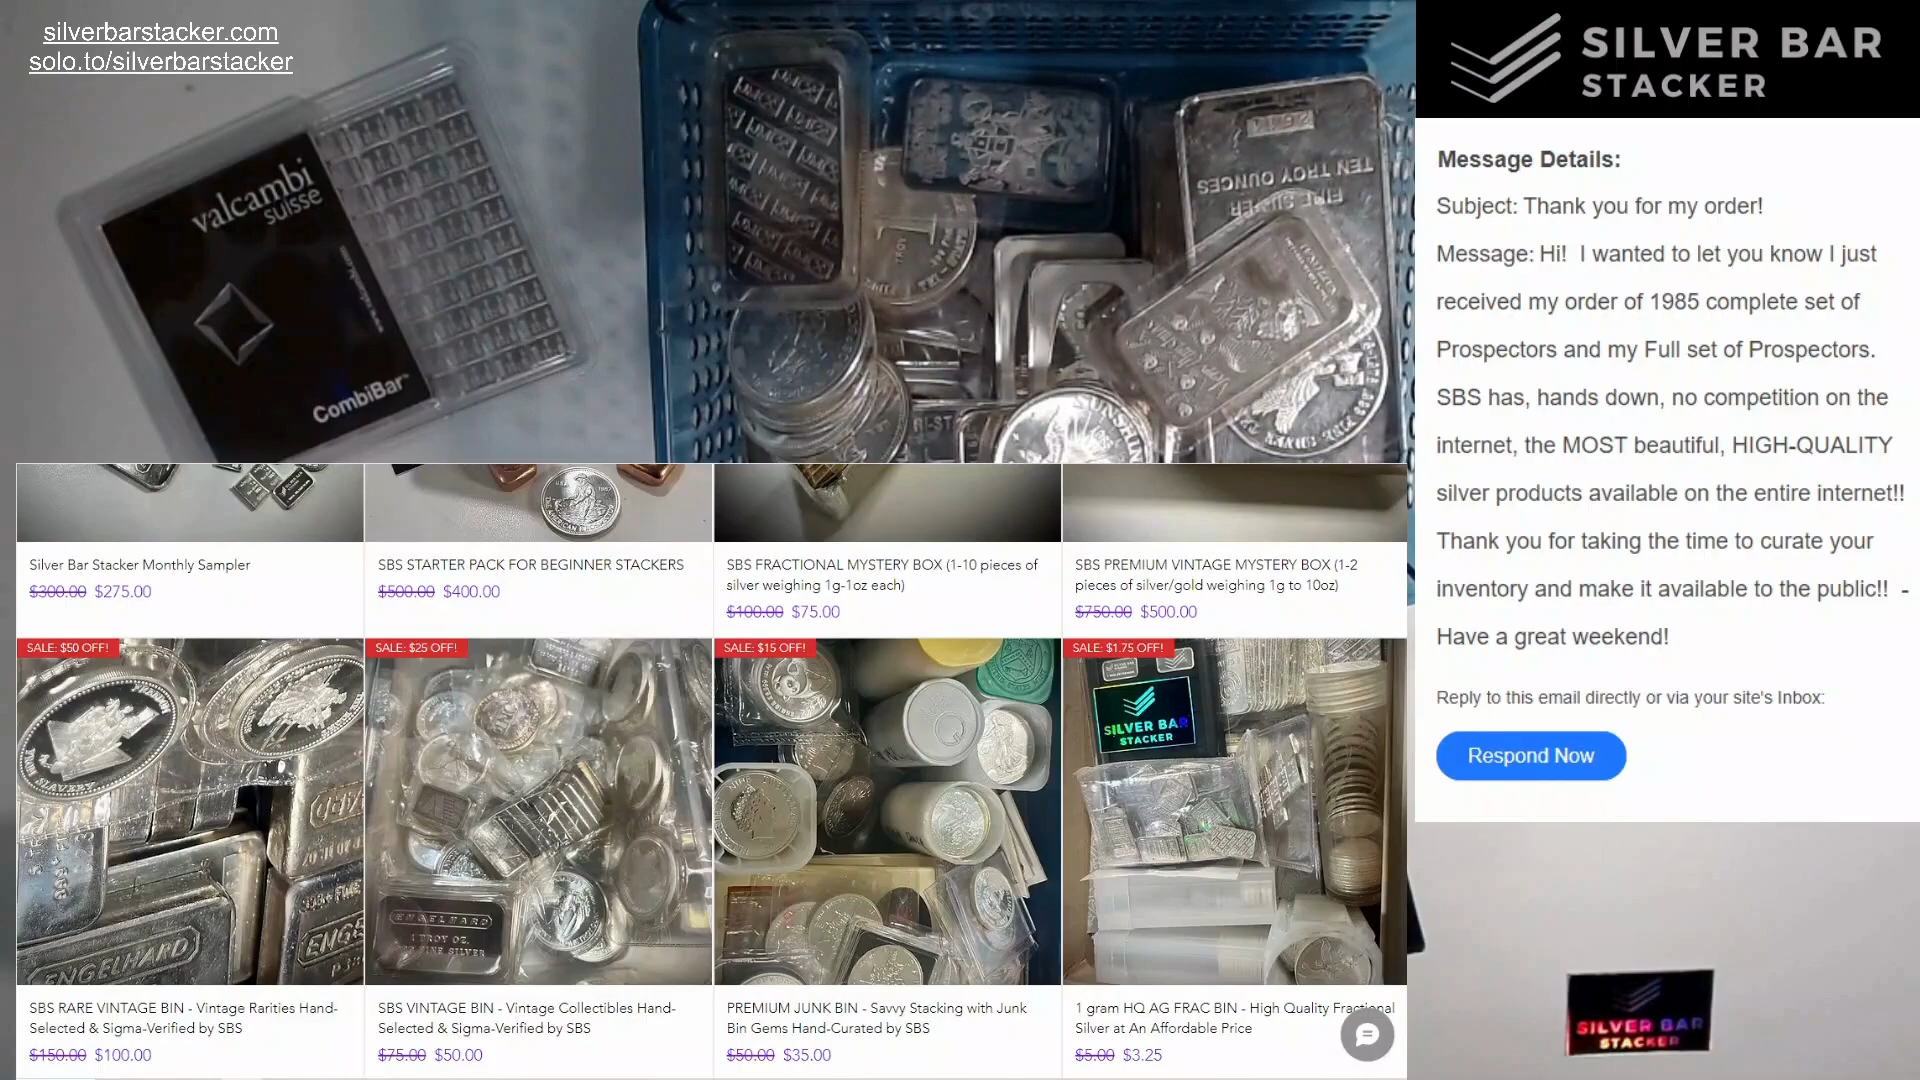 silverbarstacker.com
solo.to/silverbarstacker
valcambi
suisse
CombiBar
TEN TROY OUNCES
FINE SILVER
SUNSHIN
SILVER BAR
STACKER
Message Details:
Subject: Thank you for my order!
Message: Hi!  I wanted to let you know I just
received my order of 1985 complete set of
Prospectors and my Full set of Prospectors.
SBS has, hands down, no competition on the
internet, the MOST beautiful, HIGH-QUALITY
silver products available on the entire internet!!
Thank you for taking the time to curate your
inventory and make it available to the public!!  -
Have a great weekend!
Reply to this email directly or via your site's Inbox:
Respond Now
Silver Bar Stacker Monthly Sampler
$300.00 $275.00
SBS STARTER PACK FOR BEGINNER STACKERS
$500.00 $400.00
SBS FRACTIONAL MYSTERY BOX (1-10 pieces of
silver weighing 1g-1oz each)
$100.00 $75.00
SBS PREMIUM VINTAGE MYSTERY BOX (1-2
pieces of silver/gold weighing 1g to 10oz)
$750.00 $500.00
SALE: $50 OFF!
ENGELHARD
SBS RARE VINTAGE BIN - Vintage Rarities Hand-
Selected & Sigma-Verified by SBS
$150.00 $100.00
SALE: $25 OFF!
ENGELHARD
1 TROY OZ.
FINE SILVER
SBS VINTAGE BIN - Vintage Collectibles Hand-
Selected & Sigma-Verified by SBS
$75.00 $50.00
SALE: $15 OFF!
PREMIUM JUNK BIN - Savvy Stacking with Junk
Bin Gems Hand-Curated by SBS
$50.00 $35.00
SALE: $1.75 OFF!
SILVER BAR
STACKER
1 gram HQ AG FRAC BIN - High Quality Fractional
Silver at An Affordable Price
$5.00 $3.25
SILVER BAR
STACKER